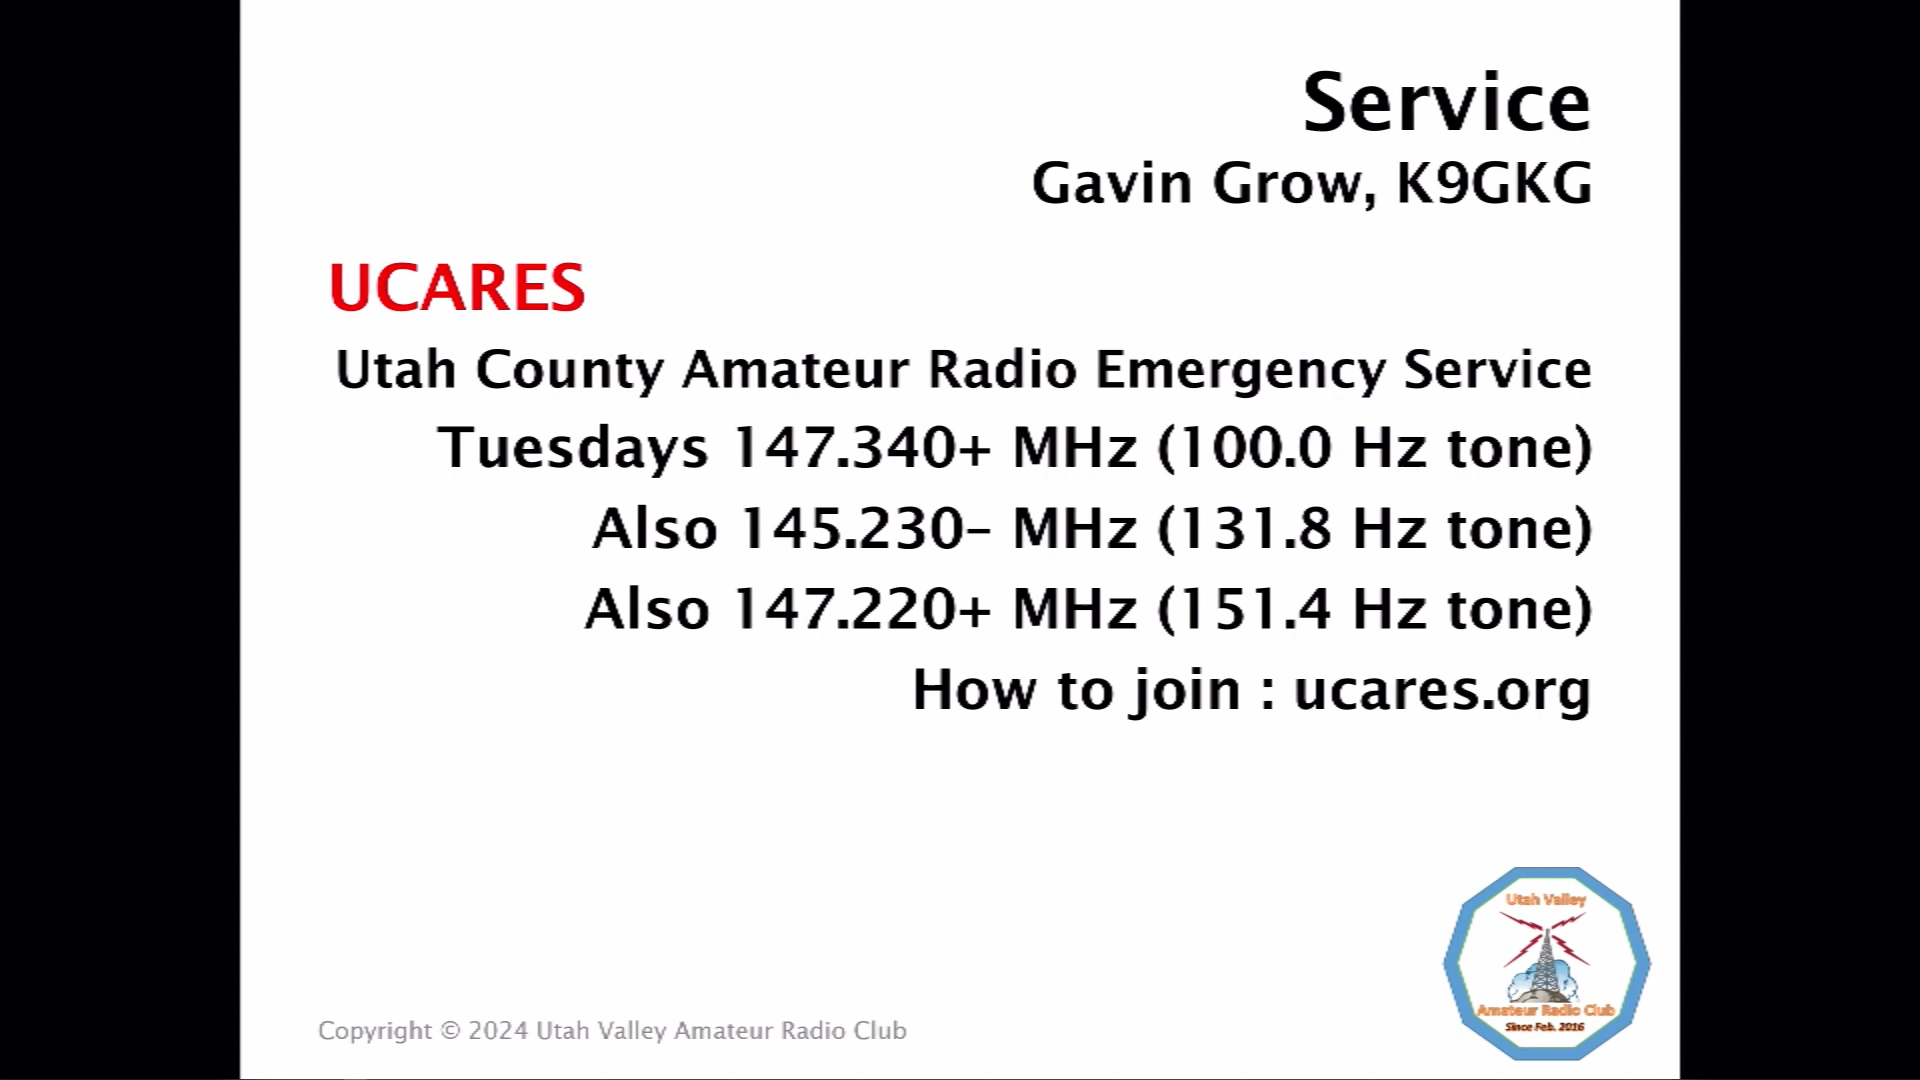 Service
Gavin Grow, K9GKG
UCARES
Utah County Amateur Radio Emergency Service
Tuesdays 147.340+ MHz (100.0 Hz tone)
Also 145.230– MHz (131.8 Hz tone)
Also 147.220+ MHz (151.4 Hz tone)
How to join : ucares.org
Utah Valley
Amateur Radio Club
Since Feb. 2016
Copyright © 2024 Utah Valley Amateur Radio Club